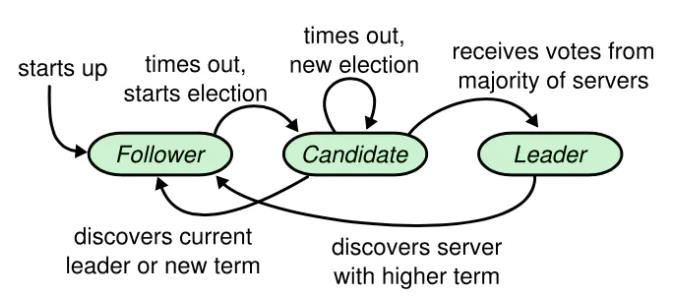 starts up
times out,
starts election
times out,
new election
receives votes from
majority of servers
Follower
Candidate
Leader
discovers current
leader or new term
discovers server
with higher term